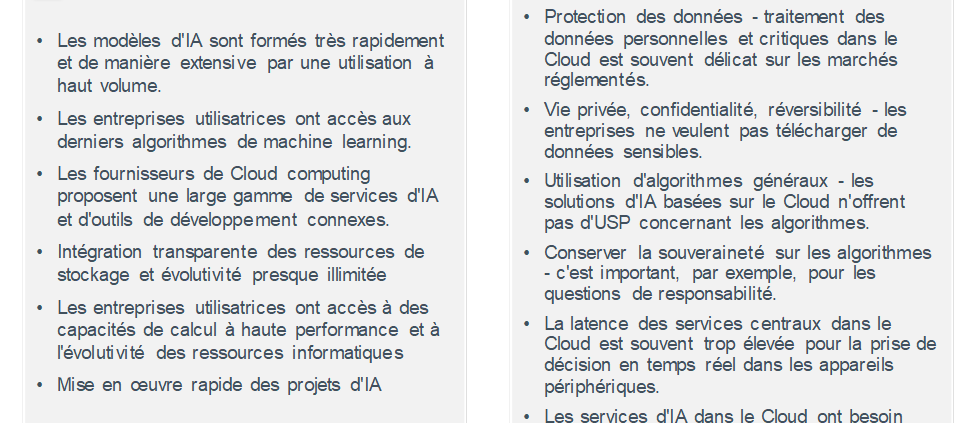 • Les modèles d'IA sont formés très rapidement
et de manière extensive par une utilisation à
haut volume.
• Les entreprises utilisatrices ont accès aux
derniers algorithmes de machine learning.
• Les fournisseurs de Cloud computing
proposent une large gamme de services d'IA
et d'outils de développement connexes.
• Intégration transparente des ressources de
stockage et évolutivité presque illimitée
• Les entreprises utilisatrices ont accès à des
capacités de calcul à haute performance et à
l'évolutivité des ressources informatiques
• Mise en œuvre rapide des projets d'IA
• Protection des données - traitement des
données personnelles et critiques dans le
Cloud est souvent délicat sur les marchés
réglementés.
• Vie privée, confidentialité, réversibilité - les
entreprises ne veulent pas télécharger de
données sensibles.
• Utilisation d'algorithmes généraux - les
solutions d'IA basées sur le Cloud n'offrent
pas d'USP concernant les algorithmes.
• Conserver la souveraineté sur les algorithmes
- c'est important, par exemple, pour les
questions de responsabilité.
• La latence des services centraux dans le
Cloud est souvent trop élevée pour la prise de
décision en temps réel dans les appareils
périphériques.
• Les services d'IA dans le Cloud ont besoin